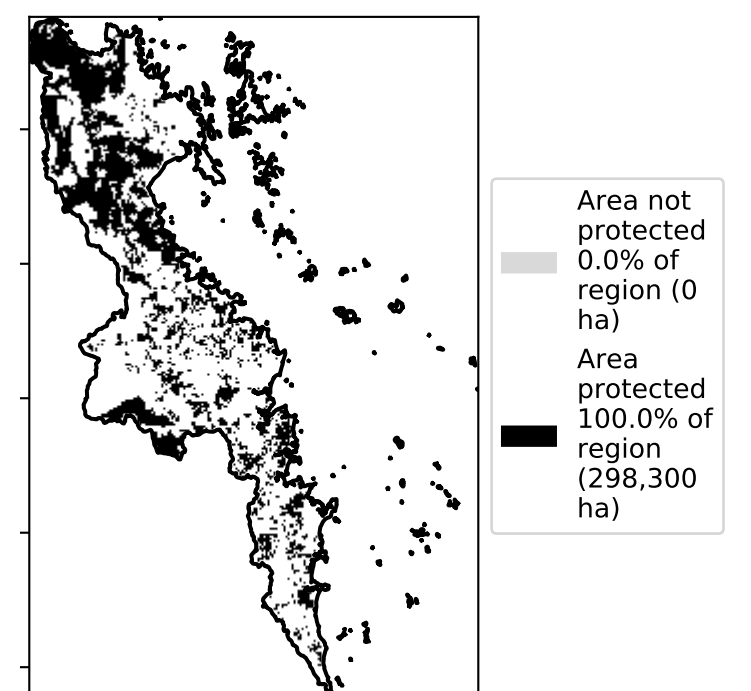 Area not
protected
0.0% of
region (0
ha)
Area
protected
100.0% of
region
(298,300
ha)